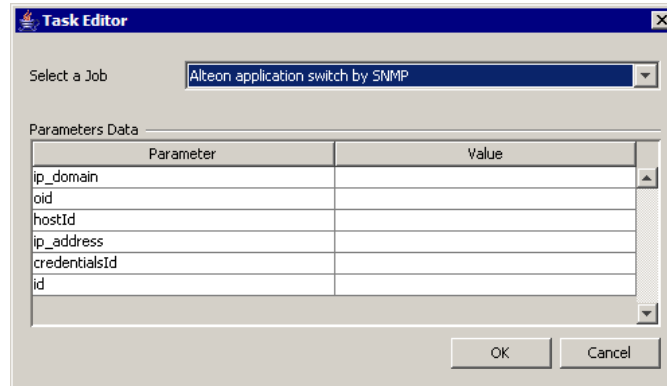 Task Editor
Select a Job Alteon application switch by SNMP
Parameters Data
Parameter Value
ip_domain
oid
hostId
ip_address
credentialsId
id
OK Cancel